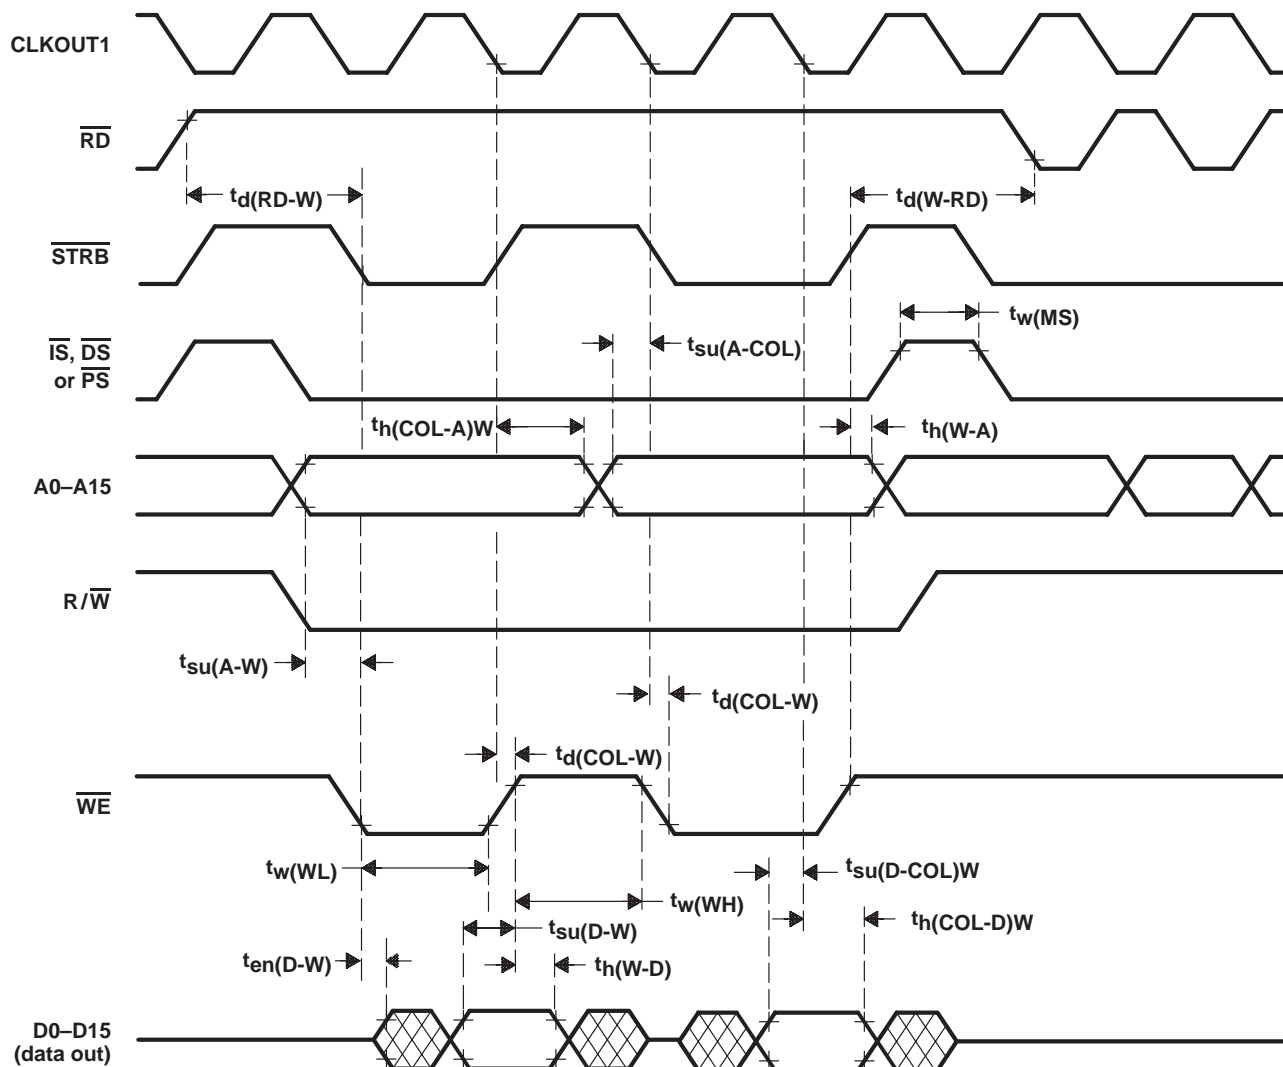 CLKOUT1
RD
td(RD-W)
td(W-RD)
STRB
tw(MS)
IS, DS
or PS
tsu(A-COL)
th(COL-A)W
th(W-A)
A0–A15
R/W
tsu(A-W)
td(COL-W)
td(COL-W)
WE
tw(WL)
tsu(D-COL)W
tw(WH)
th(COL-D)W
tsu(D-W)
ten(D-W)
th(W-D)
D0–D15
(data out)